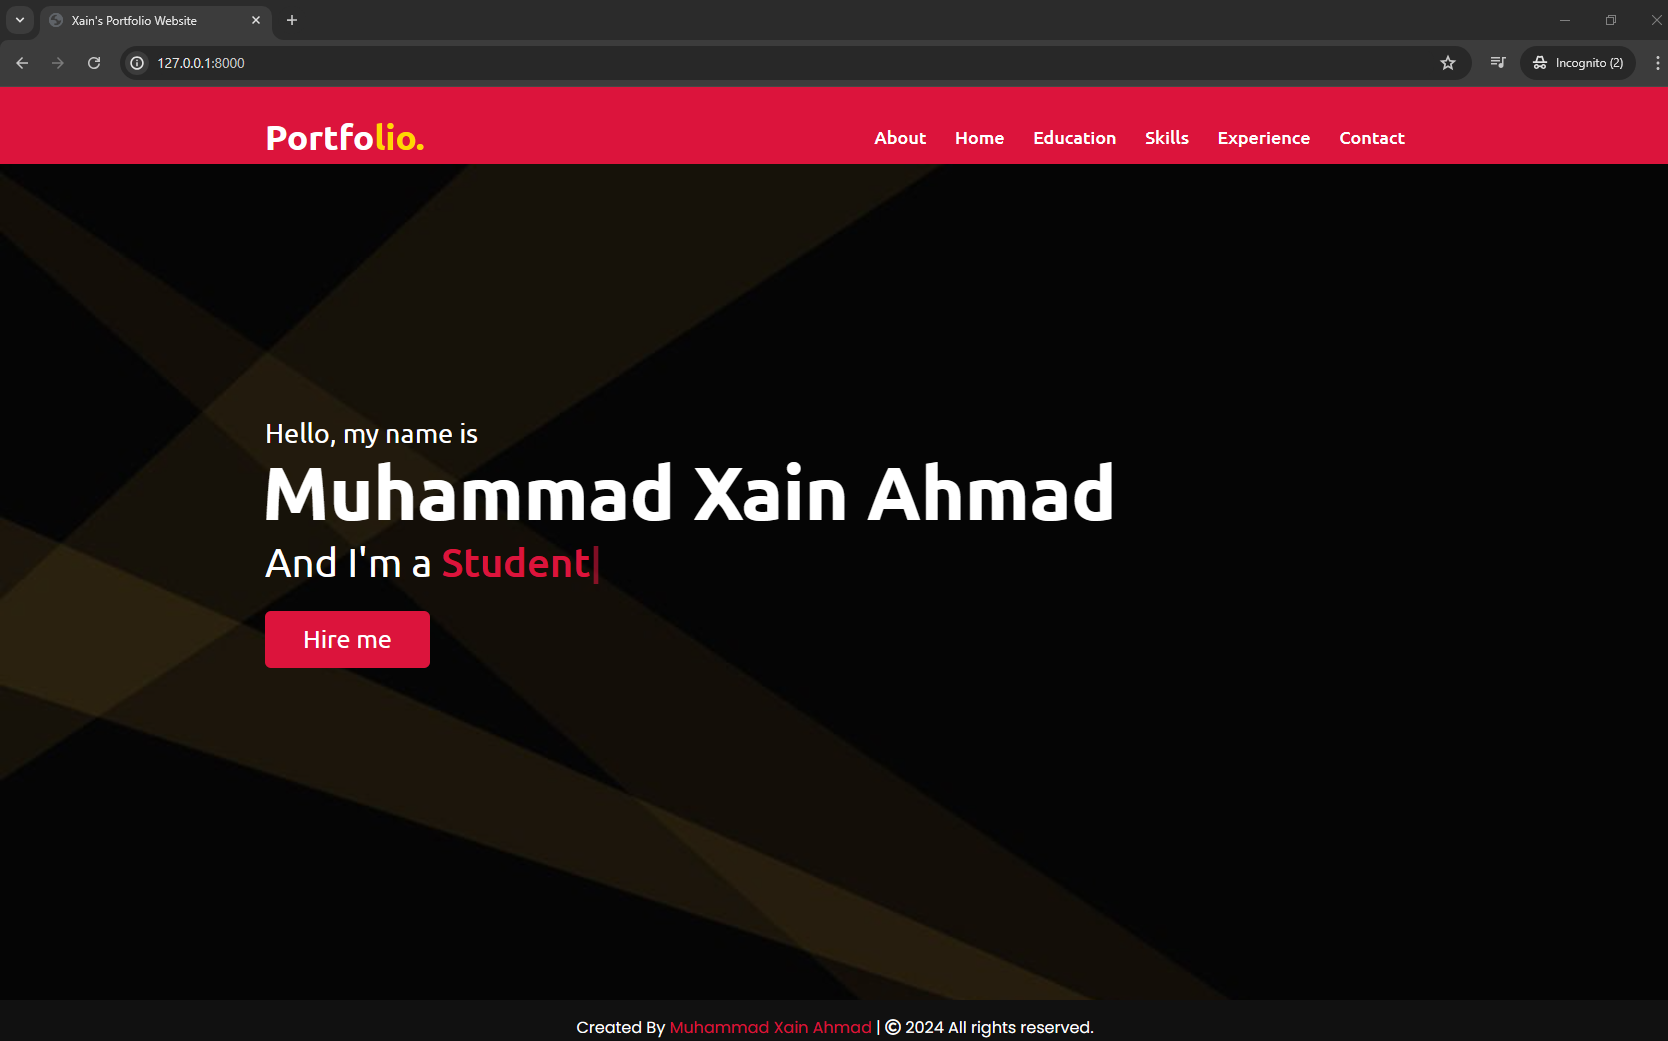 Xain's Portfolio Website
127.0.0.1:8000
Incognito (2)
Portfolio.
About Home Education Skills Experience Contact
Hello, my name is
Muhammad Xain Ahmad
And I'm a Student|
Hire me
Created By Muhammad Xain Ahmad | © 2024 All rights reserved.